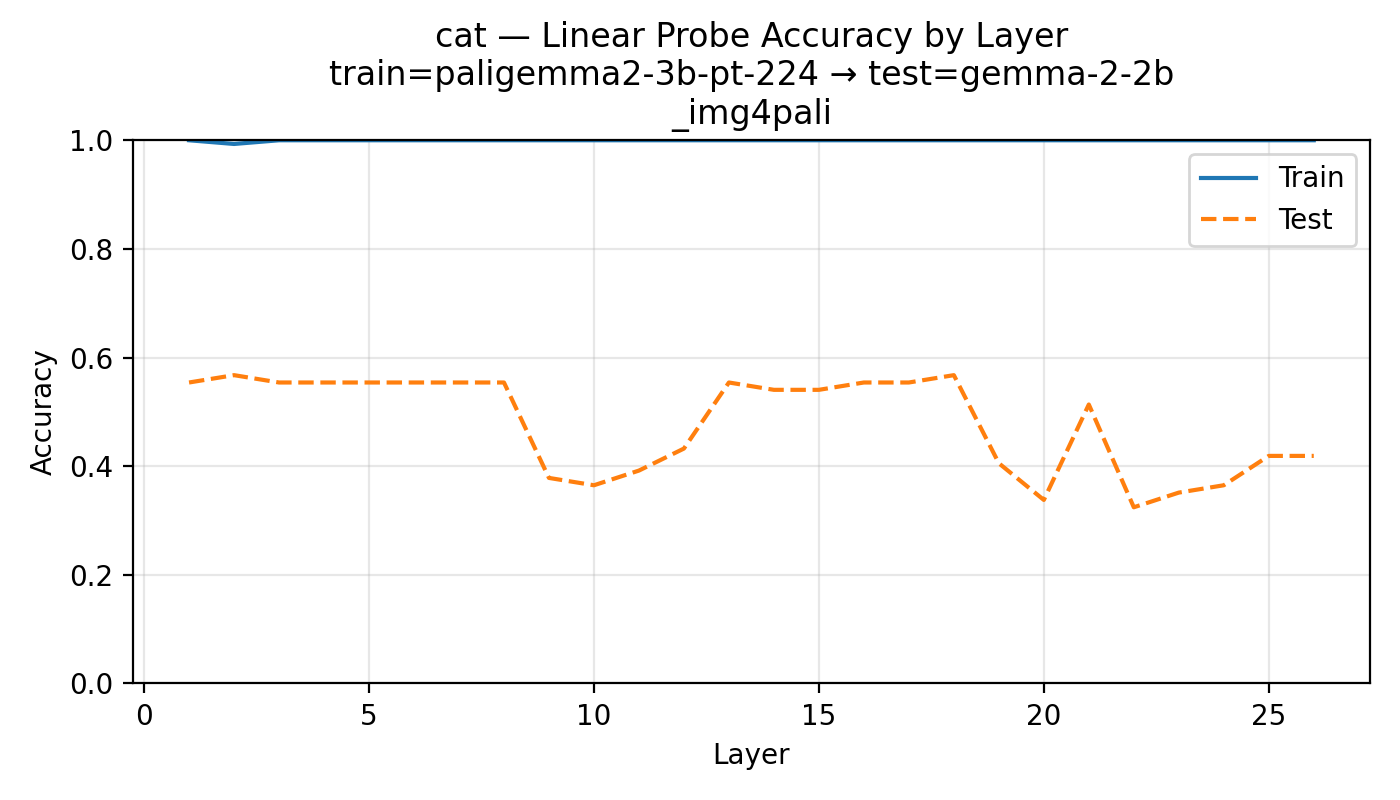 cat — Linear Probe Accuracy by Layer
train=paligemma2-3b-pt-224 → test=gemma-2-2b
_img4pali
1.0
0.8
0.6
0.4
0.2
0.0
Accuracy
Train
Test
0 5 10 15 20 25
Layer